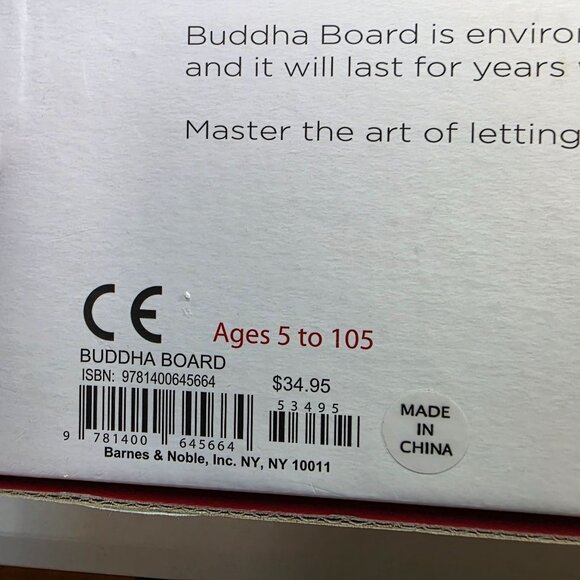 Buddha Board is
and it will last for years
Master the art of letting
CE
Ages 5 to 105
BUDDHA BOARD
ISBN: 9781400645664
$34.95
53495
9 781400 645664
Barnes & Noble, Inc. NY, NY 10011
MADE
IN
CHINA